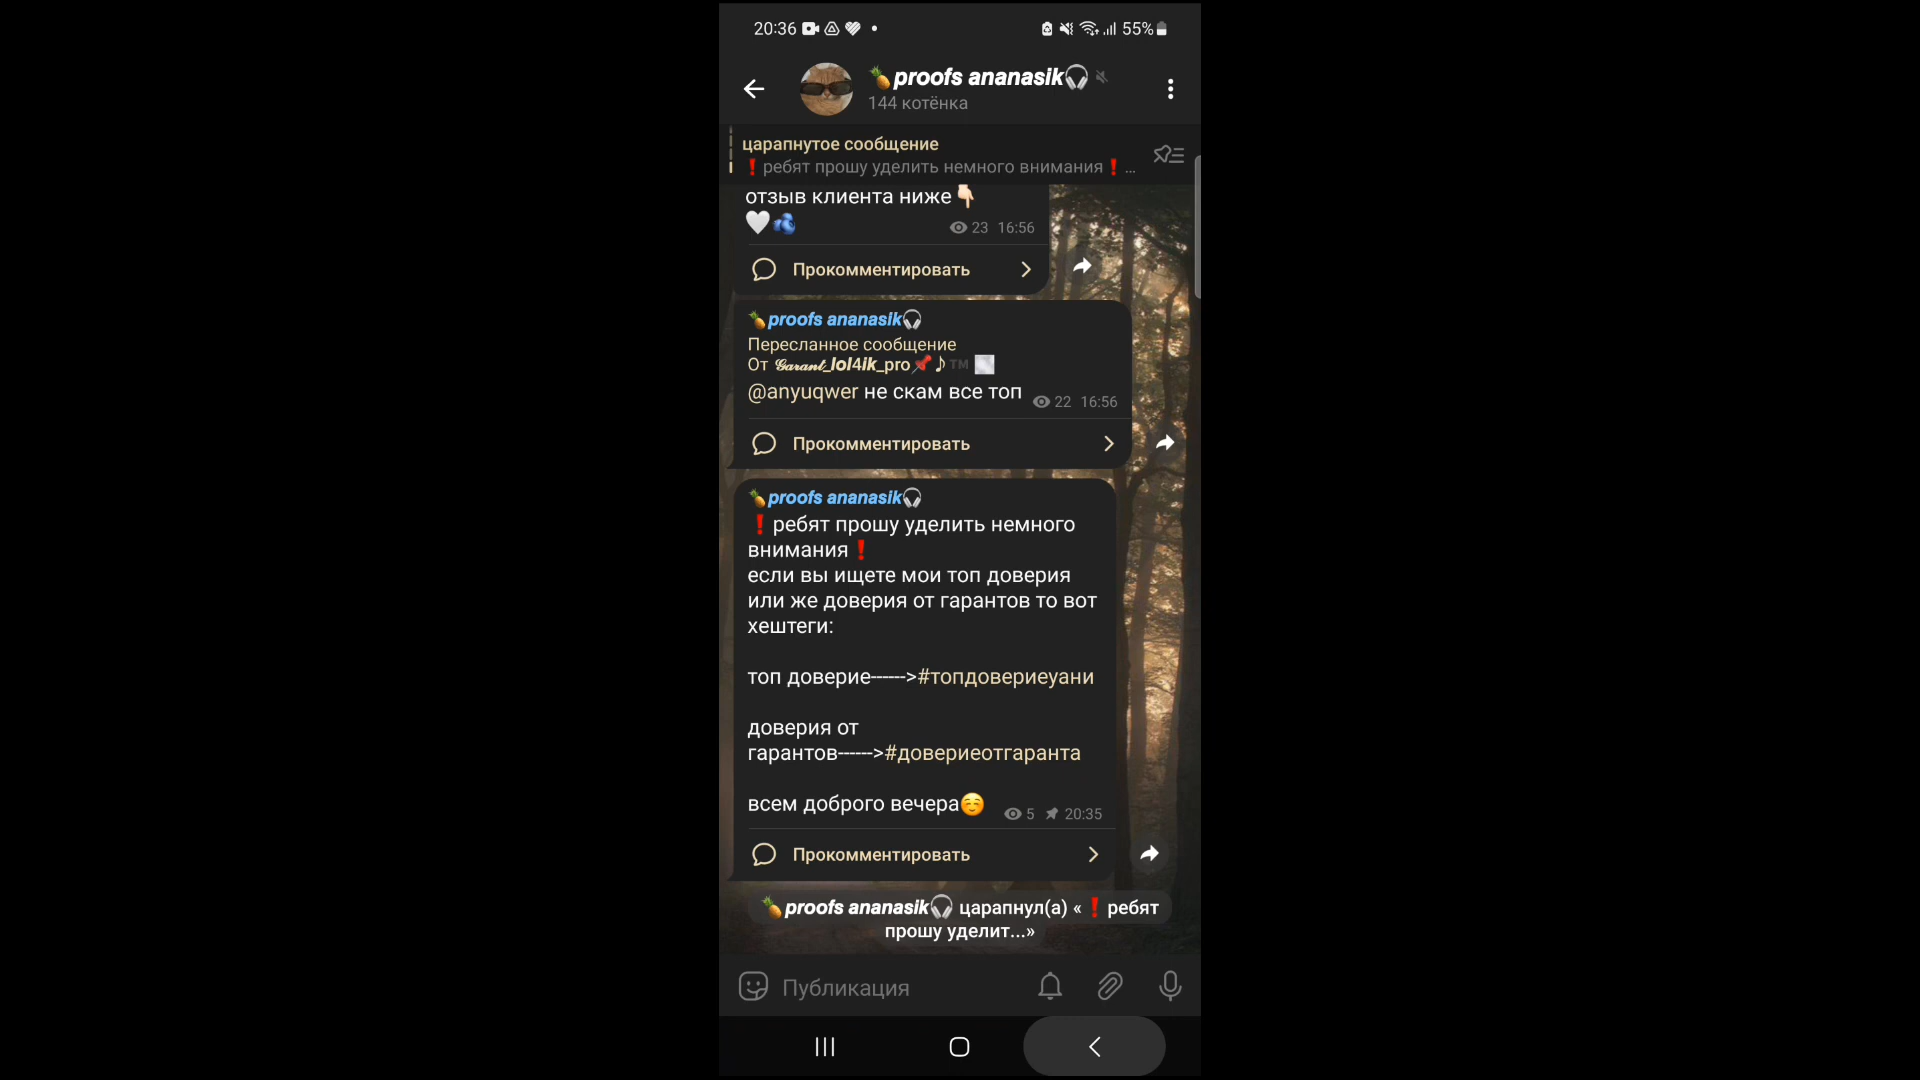 20:36 55%
🍍proofs ananasik🎧
144 котёнка
царапнутое сообщение
❗ребят прошу уделить немного внимания❗...
отзыв клиента ниже👇🏻
🤍🫐 23 16:56
Прокомментировать
🍍proofs ananasik🎧
Пересланное сообщение
От 𝓖𝓪𝓻𝓪𝓷𝓽_lol4ik_pro📌♪™
@anyuqwer не скам все топ 22 16:56
Прокомментировать
🍍proofs ananasik🎧
❗ребят прошу уделить немного
внимания❗
если вы ищете мои топ доверия
или же доверия от гарантов то вот
хештеги:
топ доверие------>#топдовериеуани
доверия от
гарантов------>#довериеотгаранта
всем доброго вечера☺️ 5 20:35
Прокомментировать
🍍proofs ananasik🎧 царапнул(а) «❗ребят
прошу уделит...»
Публикация